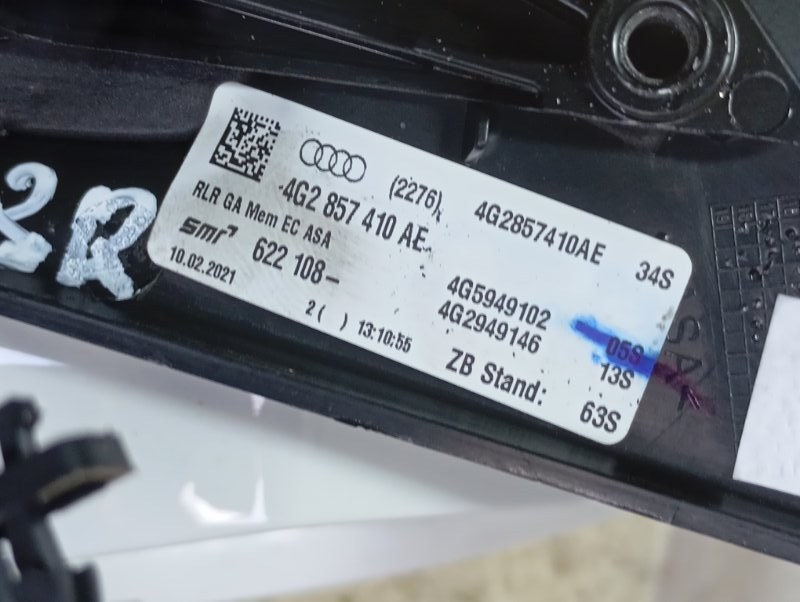 (2276)
4G2 857 410 AE
4G2857410AE 34S
RLR GA Mem EC ASA
smr
622 108–
10.02.2021
4G5949102 05S
4G2949146 13S
2 ( ) 13:10:55
ZB Stand: 63S
2R